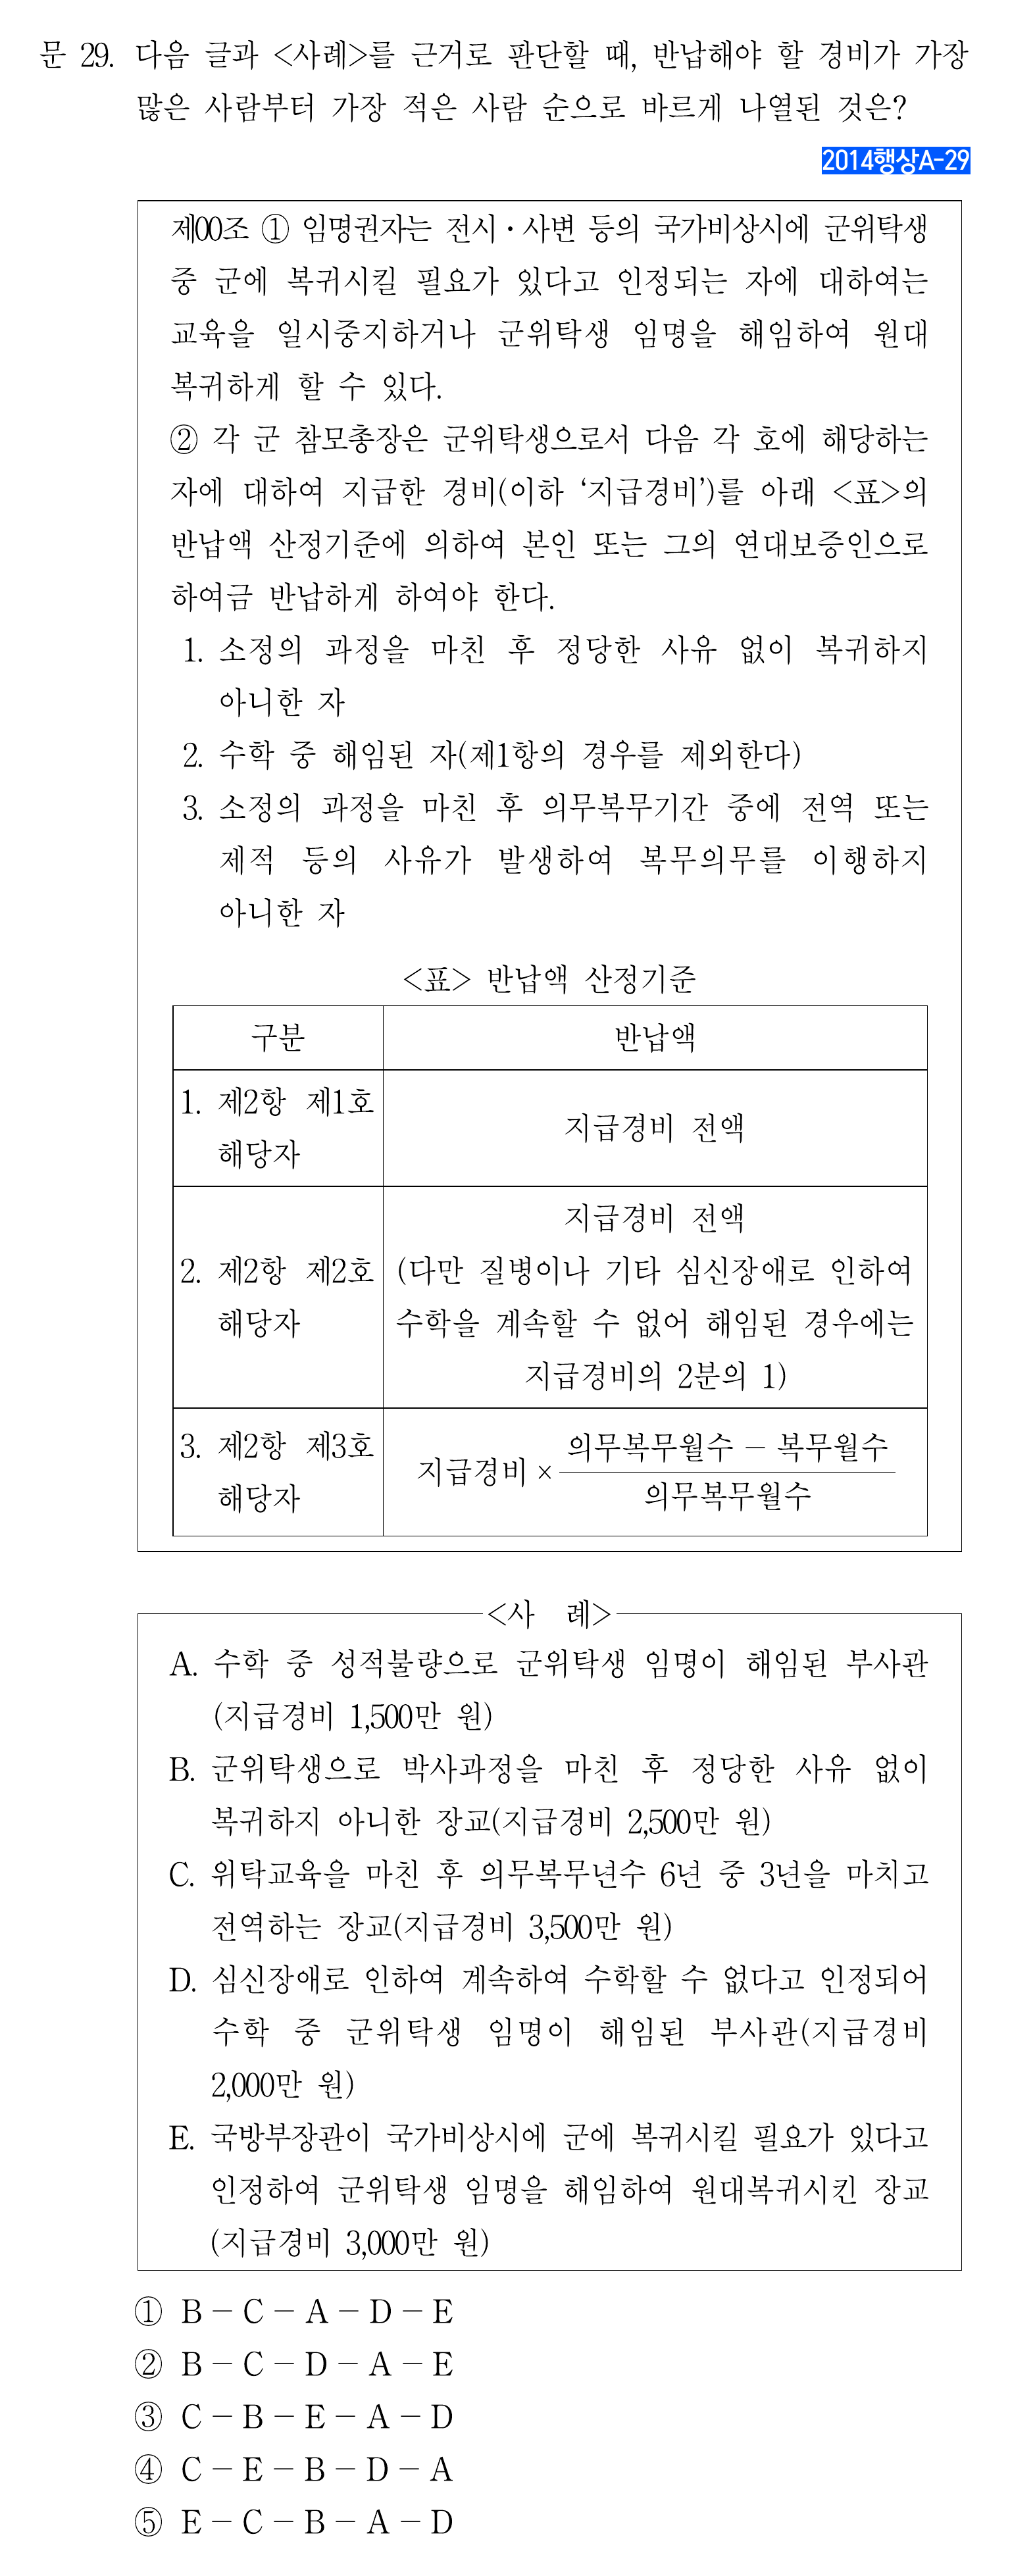 문 29. 다음 글과 <사례>를 근거로 판단할 때, 반납해야 할 경비가 가장
많은 사람부터 가장 적은 사람 순으로 바르게 나열된 것은?
2014행상A-29
제00조 ① 임명권자는 전시·사변 등의 국가비상시에 군위탁생
중 군에 복귀시킬 필요가 있다고 인정되는 자에 대하여는
교육을 일시중지하거나 군위탁생 임명을 해임하여 원대
복귀하게 할 수 있다.
② 각 군 참모총장은 군위탁생으로서 다음 각 호에 해당하는
자에 대하여 지급한 경비(이하 ‘지급경비’)를 아래 <표>의
반납액 산정기준에 의하여 본인 또는 그의 연대보증인으로
하여금 반납하게 하여야 한다.
1. 소정의 과정을 마친 후 정당한 사유 없이 복귀하지
아니한 자
2. 수학 중 해임된 자(제1항의 경우를 제외한다)
3. 소정의 과정을 마친 후 의무복무기간 중에 전역 또는
제적 등의 사유가 발생하여 복무의무를 이행하지
아니한 자
<표> 반납액 산정기준
구분 반납액
1. 제2항 제1호
해당자
지급경비 전액
2. 제2항 제2호
해당자
지급경비 전액
(다만 질병이나 기타 심신장애로 인하여
수학을 계속할 수 없어 해임된 경우에는
지급경비의 2분의 1)
3. 제2항 제3호
해당자
지급경비 ×
의무복무월수 - 복무월수
의무복무월수
<사 례>
A. 수학 중 성적불량으로 군위탁생 임명이 해임된 부사관
(지급경비 1,500만 원)
B. 군위탁생으로 박사과정을 마친 후 정당한 사유 없이
복귀하지 아니한 장교(지급경비 2,500만 원)
C. 위탁교육을 마친 후 의무복무년수 6년 중 3년을 마치고
전역하는 장교(지급경비 3,500만 원)
D. 심신장애로 인하여 계속하여 수학할 수 없다고 인정되어
수학 중 군위탁생 임명이 해임된 부사관(지급경비
2,000만 원)
E. 국방부장관이 국가비상시에 군에 복귀시킬 필요가 있다고
인정하여 군위탁생 임명을 해임하여 원대복귀시킨 장교
(지급경비 3,000만 원)
① B - C - A - D - E
② B - C - D - A - E
③ C - B - E - A - D
④ C - E - B - D - A
⑤ E - C - B - A - D